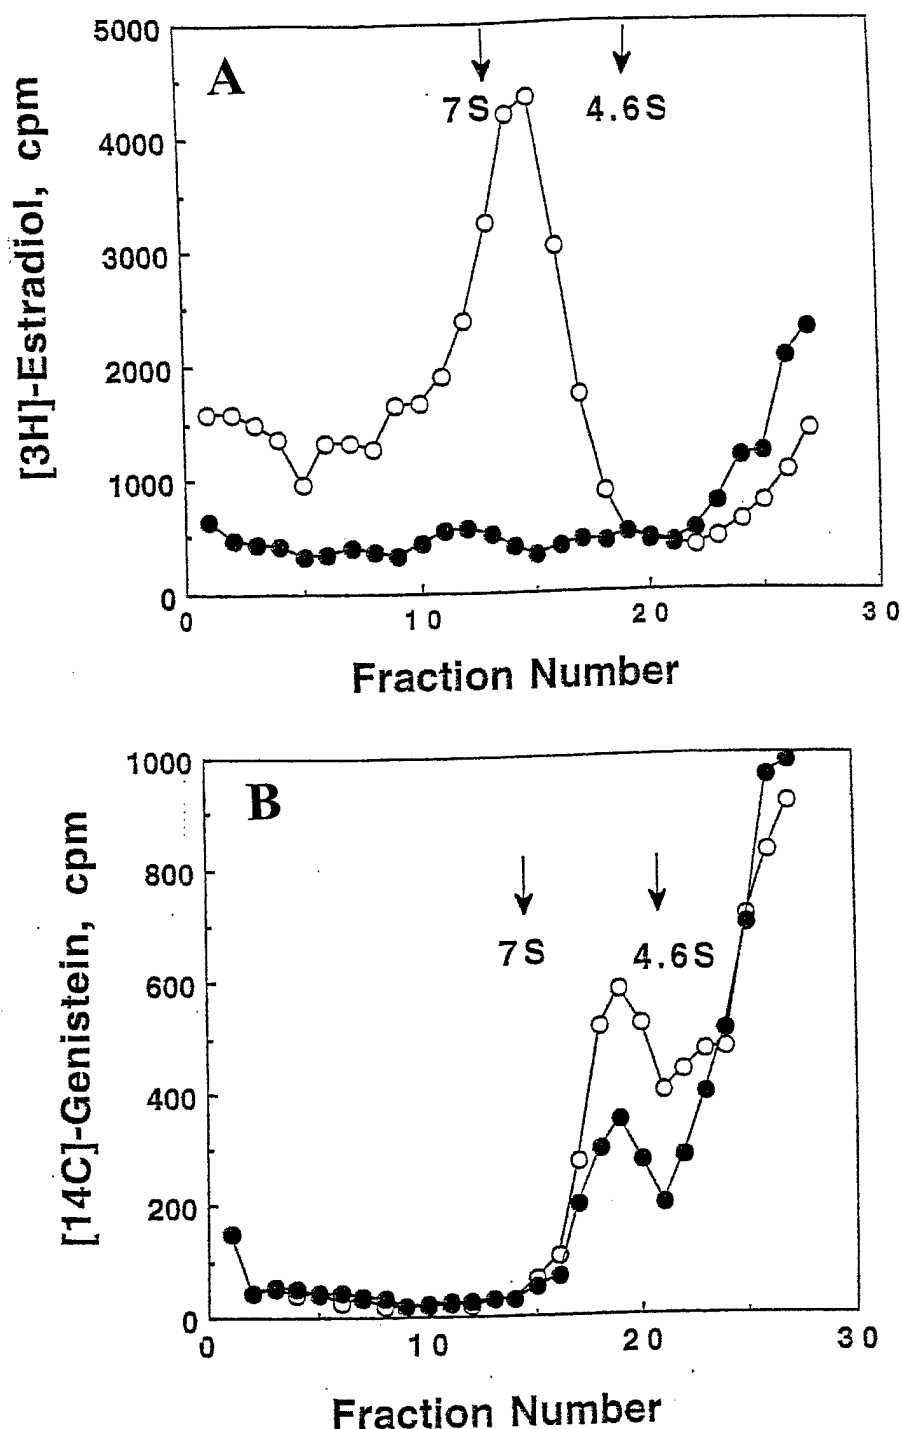 5000
A
7S
4.6S
4000
3000
2000
1000
0
[3H]-Estradiol, cpm
0
10
20
30
Fraction Number
1000
B
800
7S
4.6S
600
400
200
0
[14C]-Genistein, cpm
0
10
20
30
Fraction Number